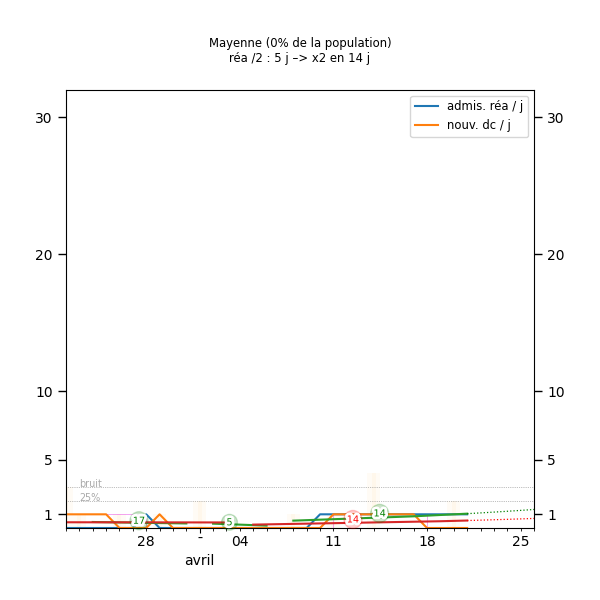 Mayenne (0% de la population)
réa /2 : 5 j –> x2 en 14 j
admis. réa / j
nouv. dc / j
30 30
20 20
10 10
5 5
bruit
25%
1 17 5 14 14 1
28 - 04 11 18 25
avril